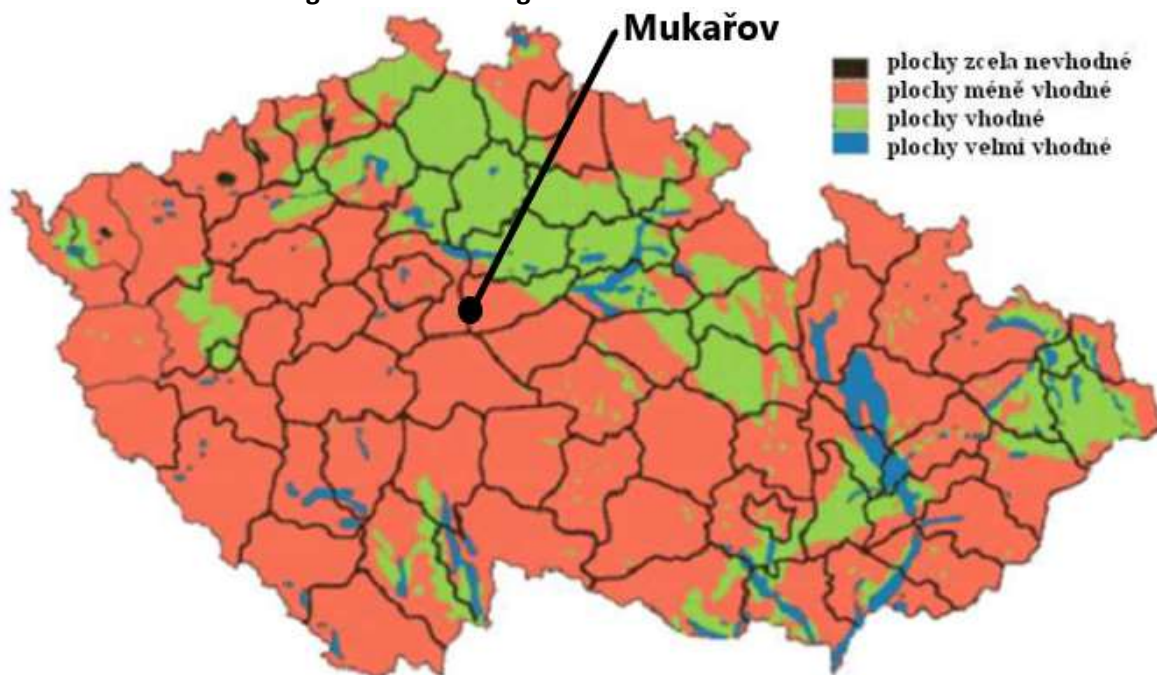 Mukařov
plochy zcela nevhodné
plochy méně vhodné
plochy vhodné
plochy velmi vhodné